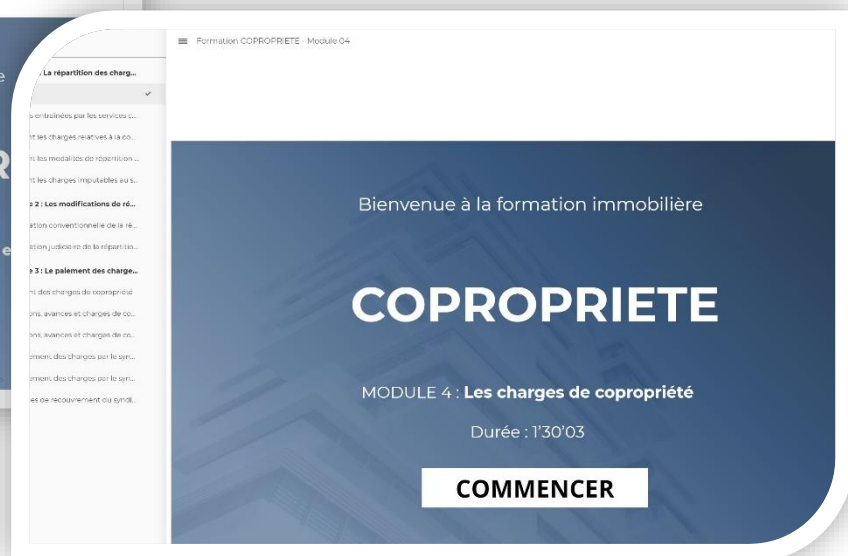 Formation COPROPRIETE - Module 04
La répartition des charg...
s entraînées par les services c...
nt les charges relatives à la co...
nt les modalités de répartition ...
nt les charges imputables au s...
e 2 : Les modifications de ré...
ation conventionnelle de la ré...
ation judiciaire de la répartitio...
e 3 : Le paiement des charge...
nt des charges de copropriété
ons, avances et charges de co...
ons, avances et charges de co...
ement des charges par le syn...
ement des charges par le syn...
es de recouvrement du syndi...
Bienvenue à la formation immobilière
COPROPRIETE
MODULE 4 : Les charges de copropriété
Durée : 1'30'03
COMMENCER